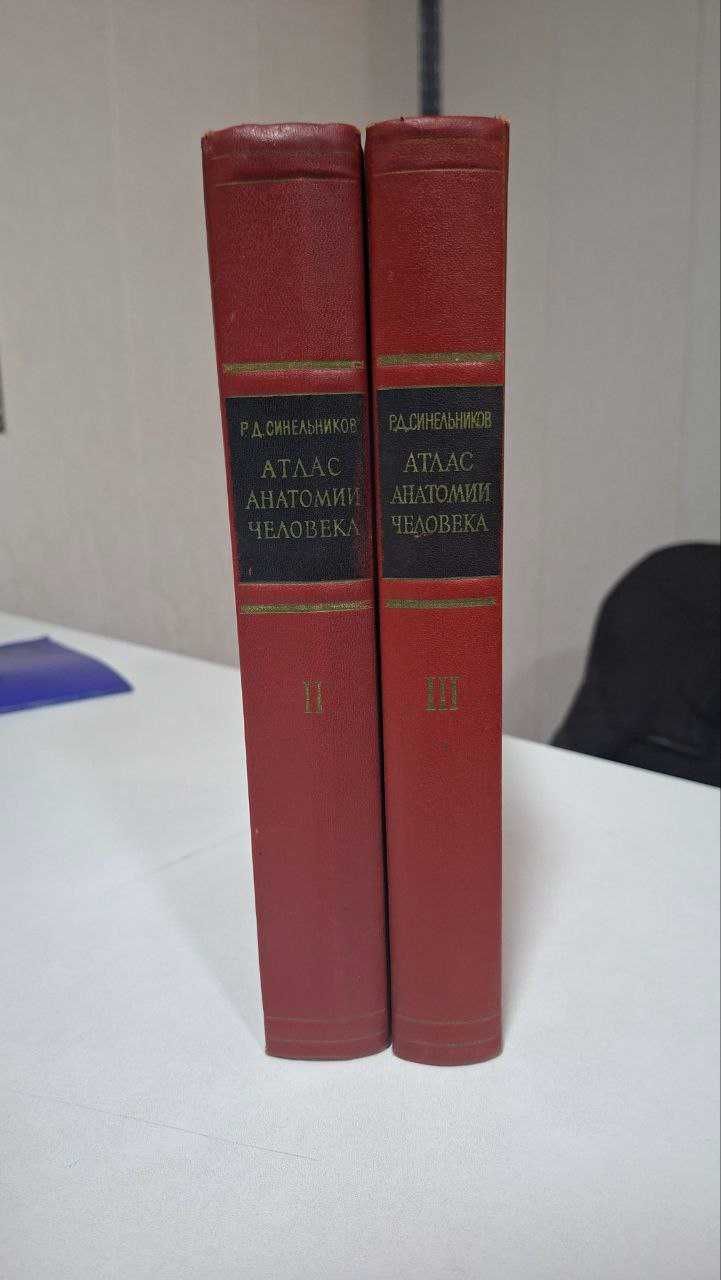 Р. Д. СИНЕЛЬНИКОВ
АТЛАС
АНАТОМИИ
ЧЕЛОВЕКА
II
Р. Д. СИНЕЛЬНИКОВ
АТЛАС
АНАТОМИИ
ЧЕЛОВЕКА
III